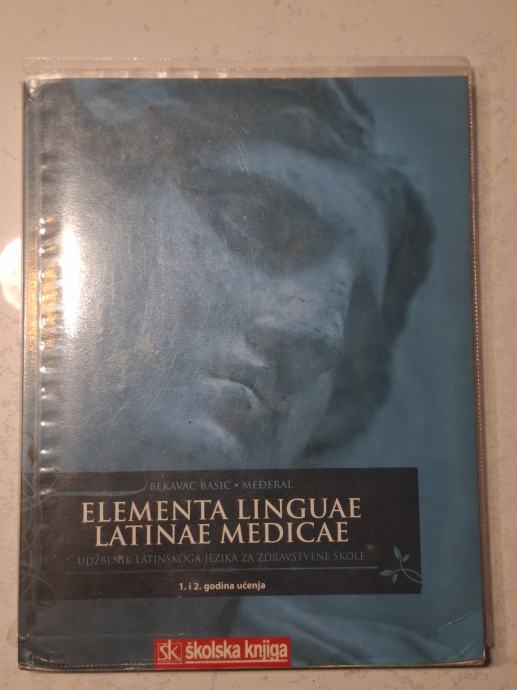 BEKAVAC BASIĆ • MEĐERAL
ELEMENTA LINGUAE
LATINAE MEDICAE
UDŽBENIK LATINSKOGA JEZIKA ZA ZDRAVSTVENE ŠKOLE
1. i 2. godina učenja
sk školska knjiga